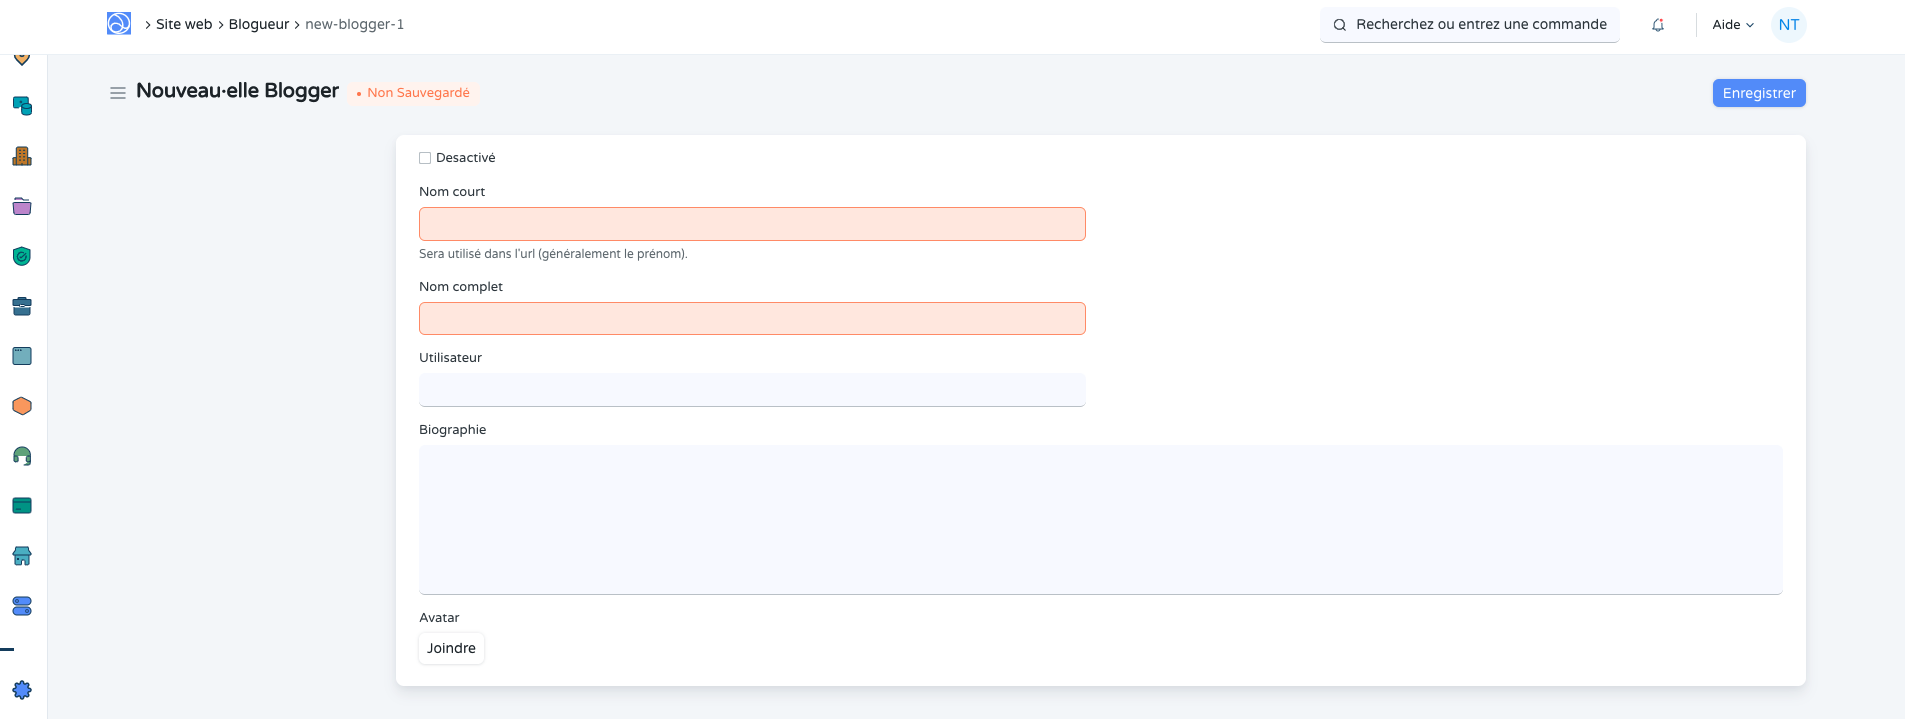 Site web Blogueur new-blogger-1
Recherchez ou entrez une commande
Aide
NT
Nouveau·elle Blogger
Non Sauvegardé
Enregistrer
Desactivé
Nom court
Sera utilisé dans l'url (généralement le prénom).
Nom complet
Utilisateur
Biographie
Avatar
Joindre